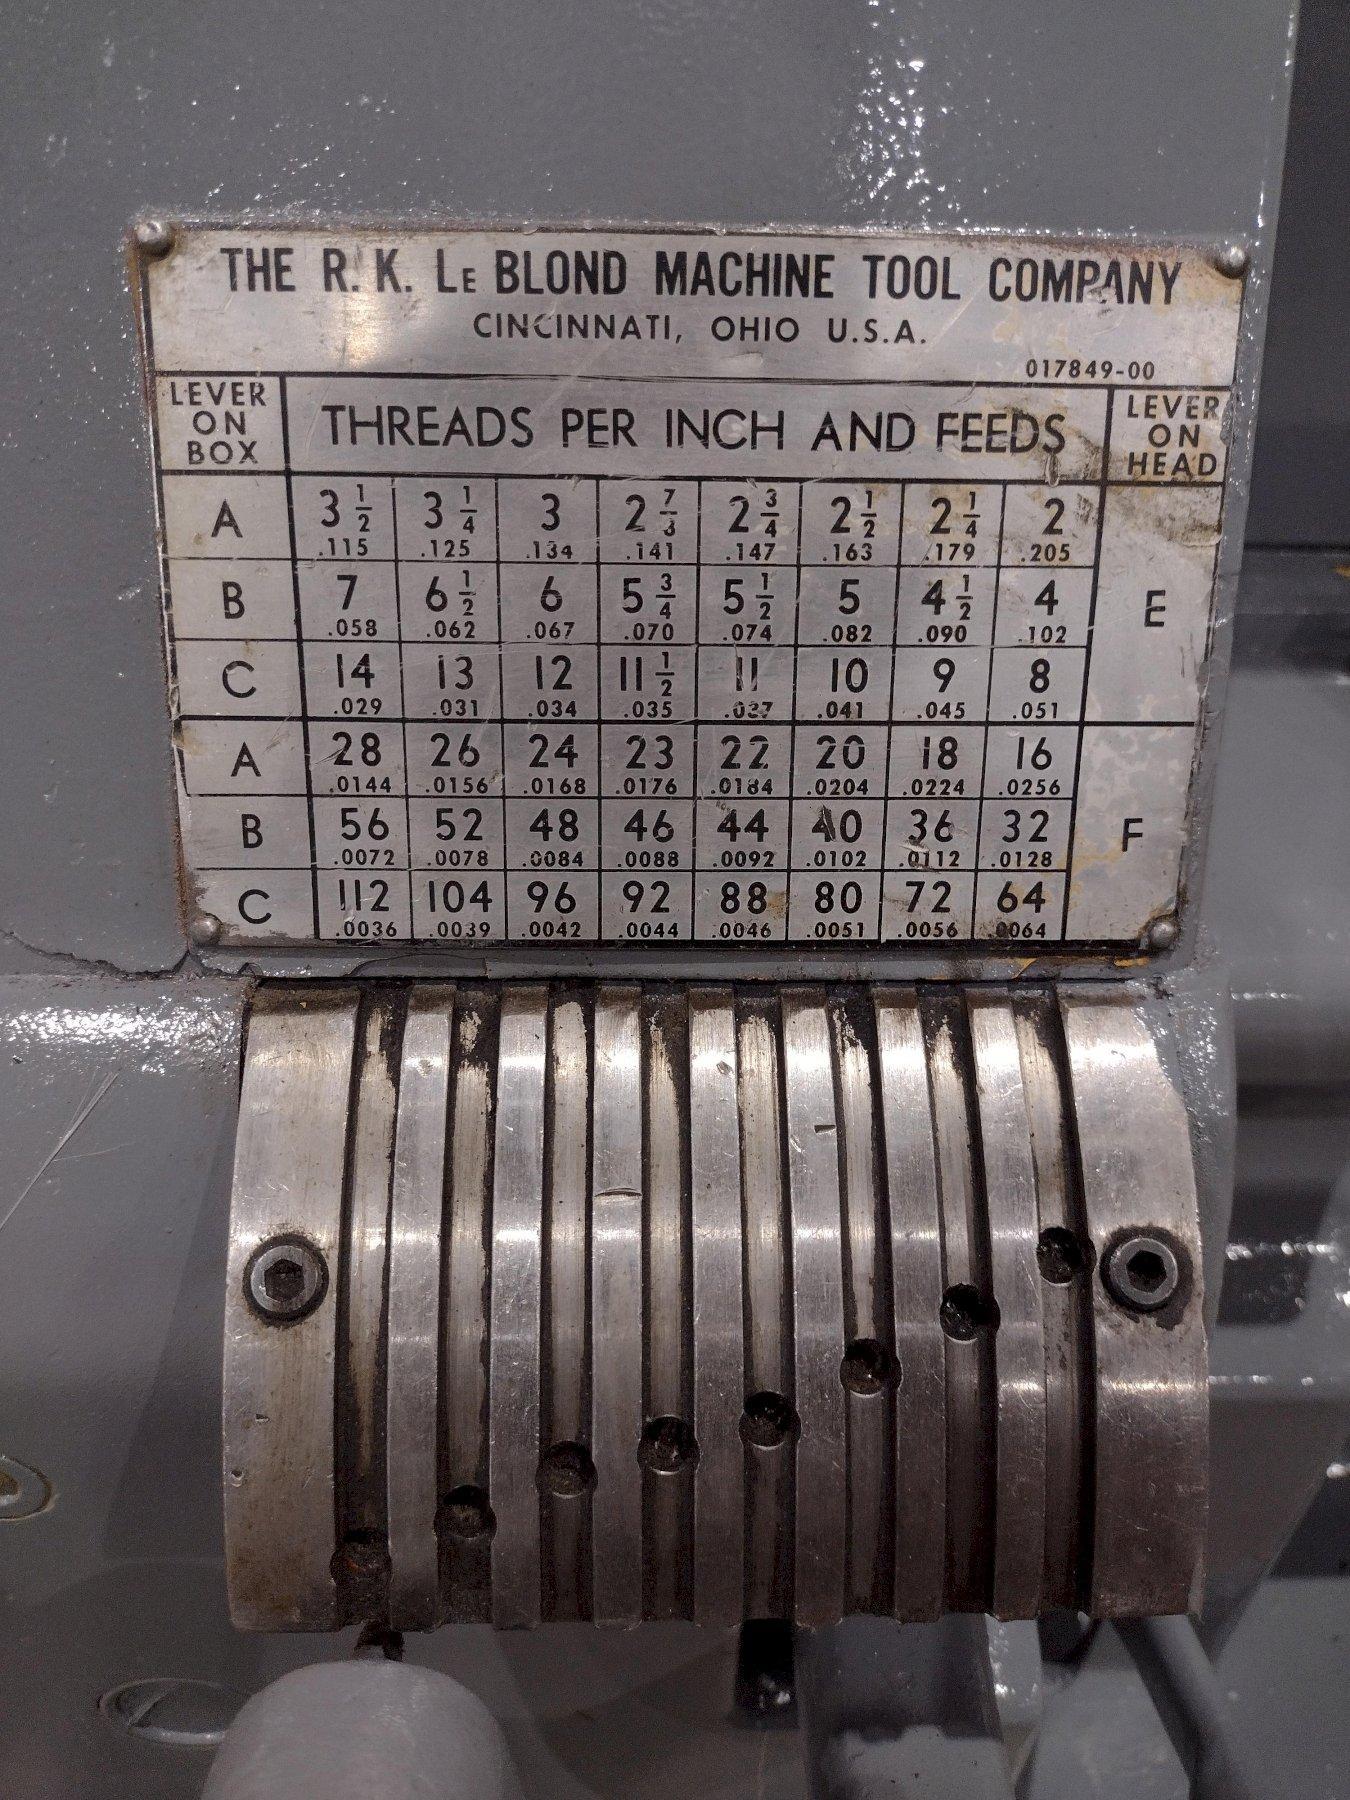 THE R. K. LE BLOND MACHINE TOOL COMPANY
CINCINNATI, OHIO U.S.A.
017849-00
LEVER ON BOX THREADS PER INCH AND FEEDS LEVER ON HEAD
A 3 1/2 3 1/4 3 2 7/8 2 3/4 2 1/2 2 1/4 2
.115 .125 .134 .141 .147 .163 .179 .205
B 7 6 1/2 6 5 3/4 5 1/2 5 4 1/2 4 E
.058 .062 .067 .070 .074 .082 .090 .102
C 14 13 12 11 1/2 11 10 9 8
.029 .031 .034 .035 .037 .041 .045 .051
A 28 26 24 23 22 20 18 16
.0144 .0156 .0168 .0176 .0184 .0204 .0224 .0256
B 56 52 48 46 44 40 36 32 F
.0072 .0078 .0084 .0088 .0092 .0102 .0112 .0128
C 112 104 96 92 88 80 72 64
.0036 .0039 .0042 .0044 .0046 .0051 .0056 .0064